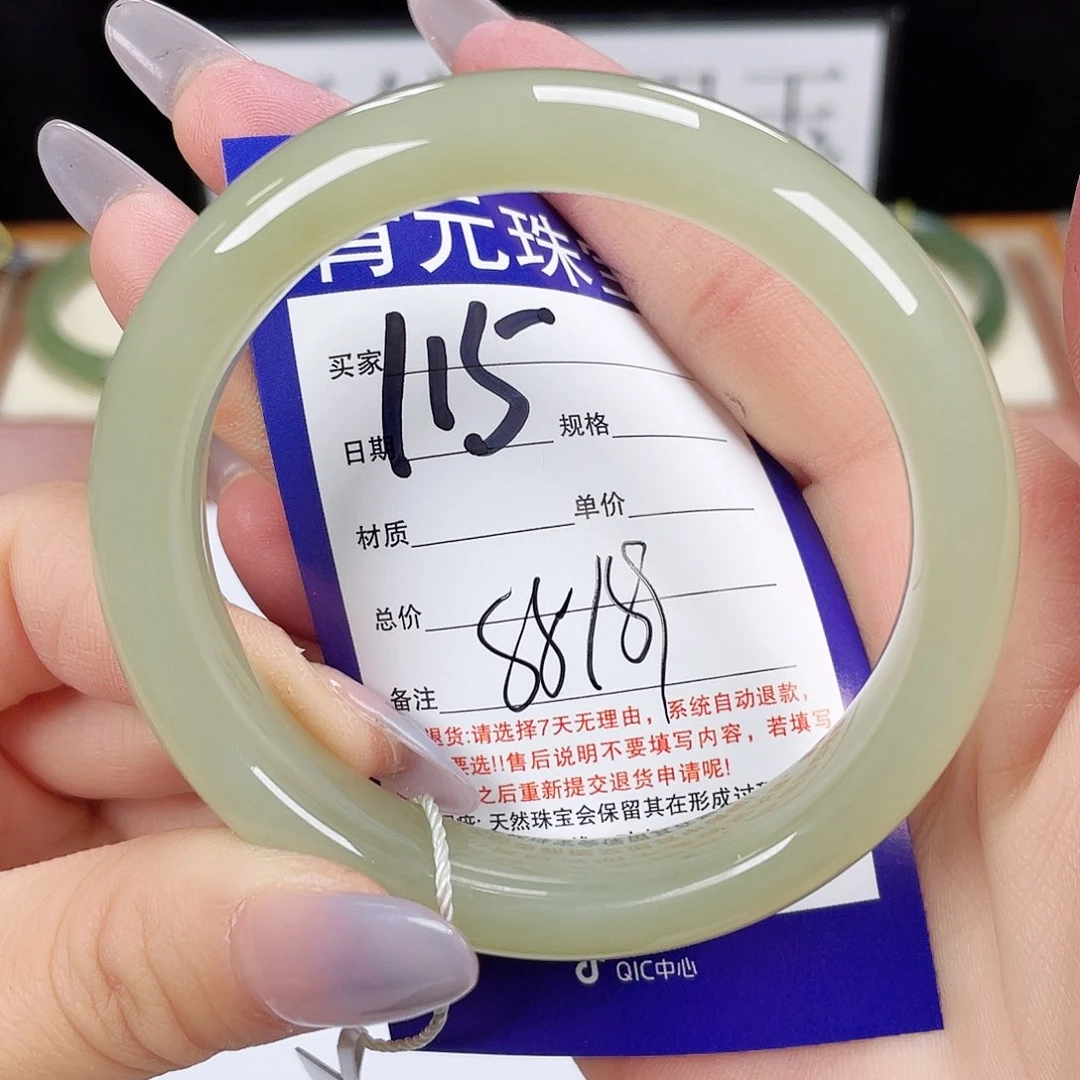 元珠
115
买家
日期
规格
材质
单价
总价
8818
备注
退货:请选择7天无理由,系统自动退款,
要选!!售后说明不要填写内容,若填写
之后重新提交退货申请呢!
天然珠宝会保留其在形成过
QIC中心